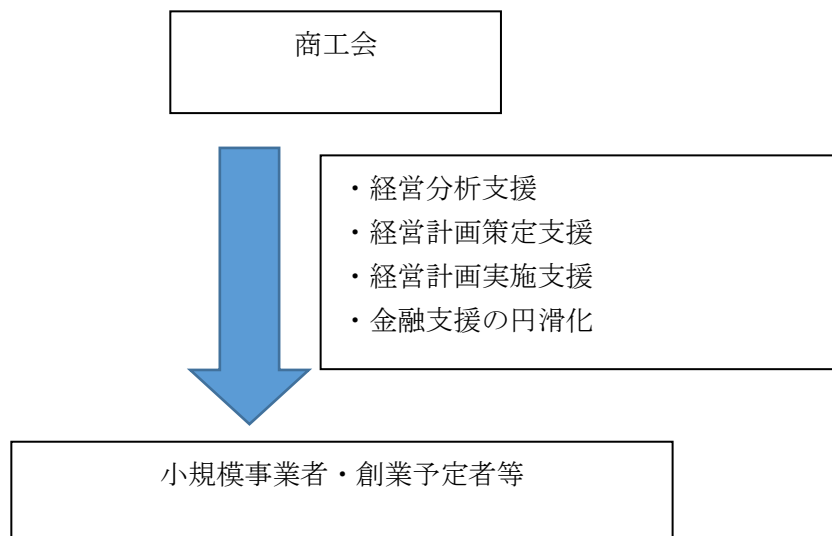 商工会
・経営分析支援
・経営計画策定支援
・経営計画実施支援
・金融支援の円滑化
小規模事業者・創業予定者等